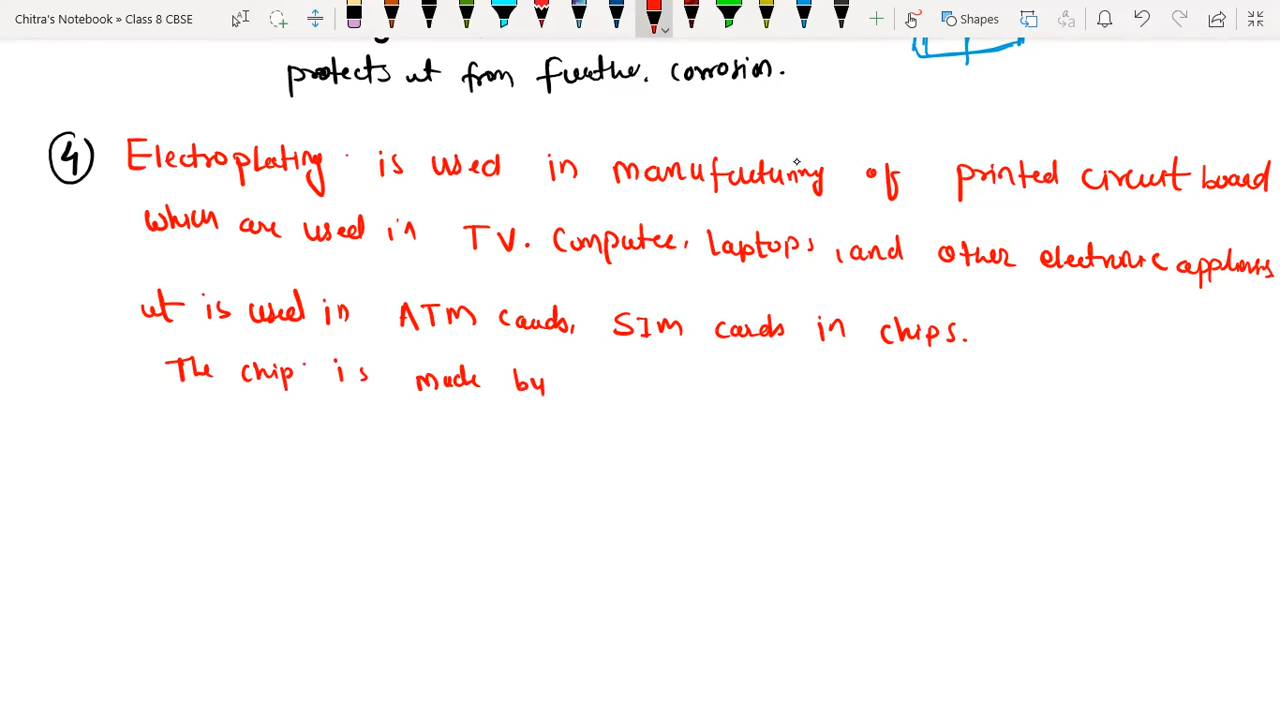 Chitra's Notebook » Class 8 CBSE
Shapes
protects it from further. corrosion.
4 Electroplating is used in manufacturing of printed circuit board
which are used in TV. Computer, laptops, and other electronic
it is used in ATM cards, SIM cards in chips.
The chip is made by